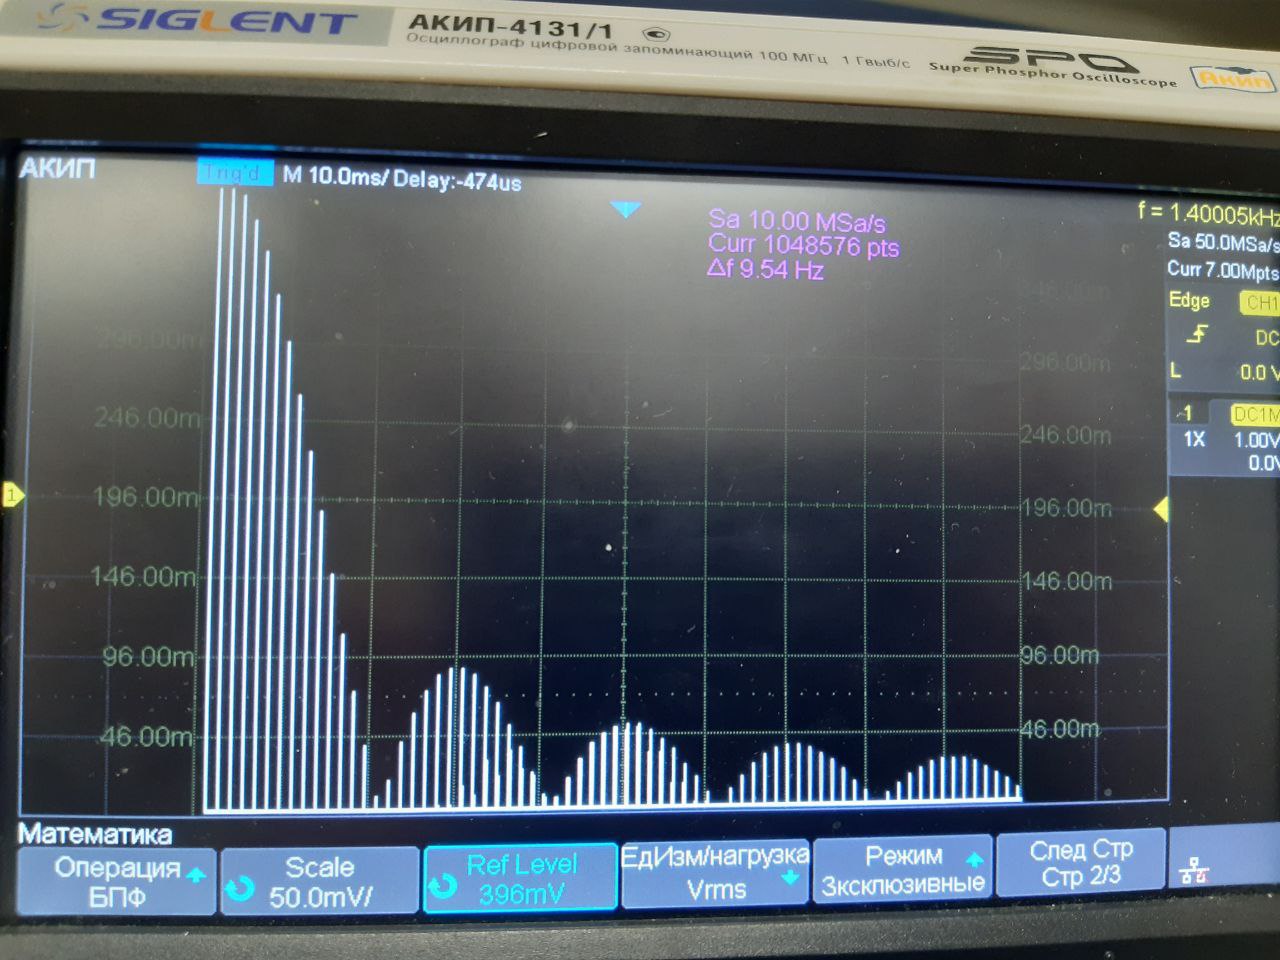 SIGLENT
АКИП-4131/1
Осциллограф цифровой запоминающий 100 МГц 1 Гвыб/с
SPO
Super Phosphor Oscilloscope
АКИП
АКИП
Trig'd
M 10.0ms/ Delay:-474us
f = 1.40005kHz
Sa 10.00 MSa/s
Curr 1048576 pts
Δf 9.54 Hz
Sa 50.0MSa/s
Curr 7.00Mpts
Edge CH1
DC
L 0.0 V
1 DC1M
1X 1.00V
0.0V
346.00m
296.00m 296.00m
246.00m 246.00m
196.00m 196.00m
146.00m 146.00m
96.00m 96.00m
46.00m 46.00m
1
Математика
Операция
БПФ
Scale
50.0mV/
Ref Level
396mV
ЕдИзм/нагрузка
Vrms
Режим
Эксклюзивные
След Стр
Стр 2/3